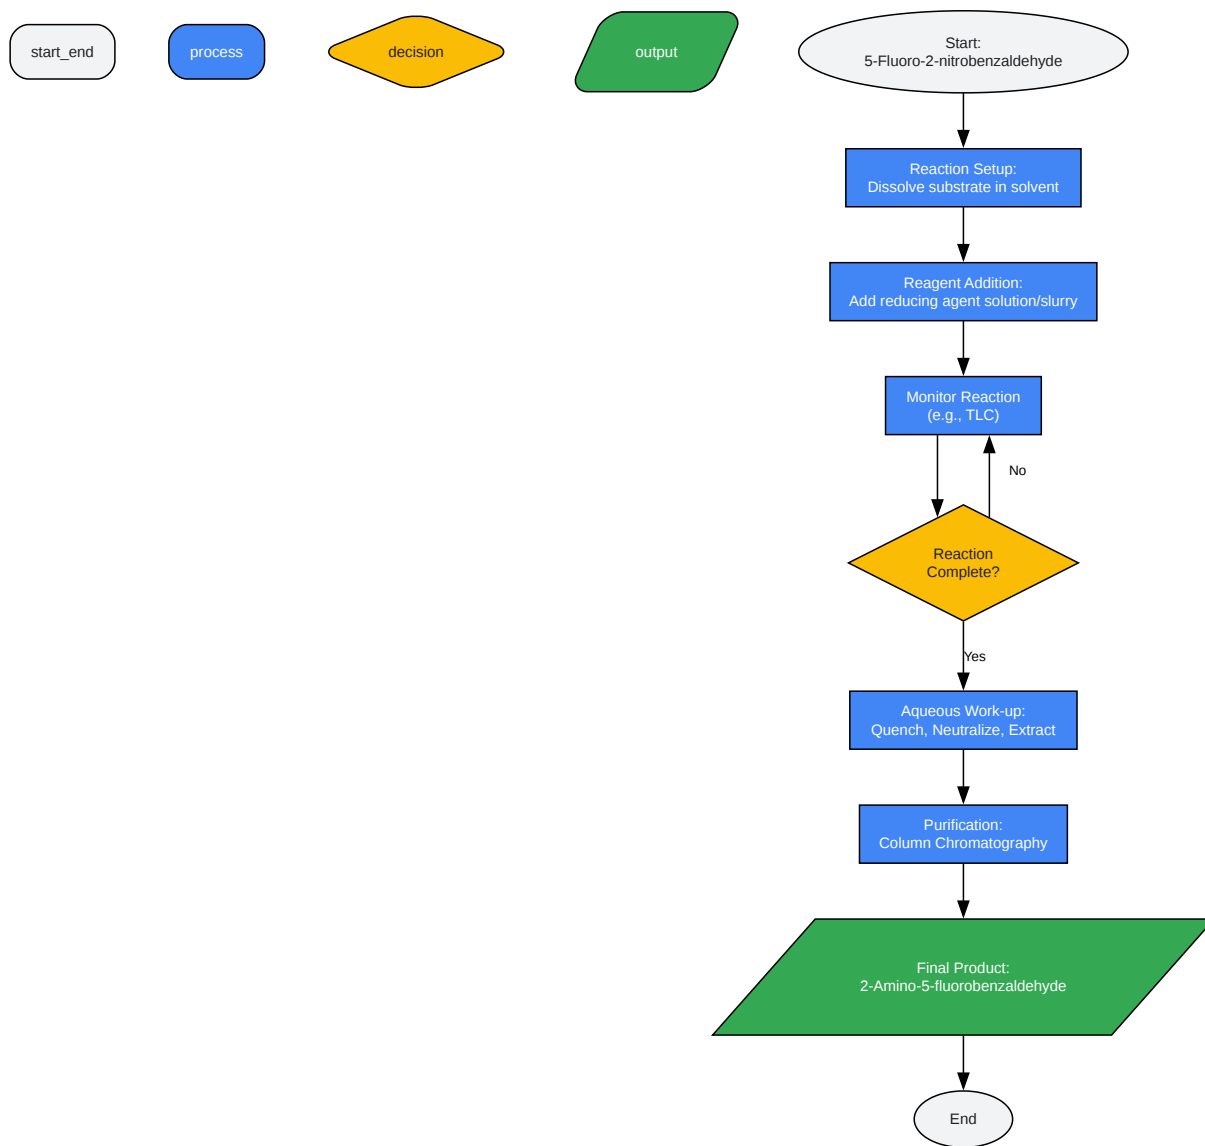 start_end
process
decision
output
Start:
5-Fluoro-2-nitrobenzaldehyde
Reaction Setup:
Dissolve substrate in solvent
Reagent Addition:
Add reducing agent solution/slurry
Monitor Reaction
(e.g., TLC)
No
Reaction
Complete?
Yes
Aqueous Work-up:
Quench, Neutralize, Extract
Purification:
Column Chromatography
Final Product:
2-Amino-5-fluorobenzaldehyde
End